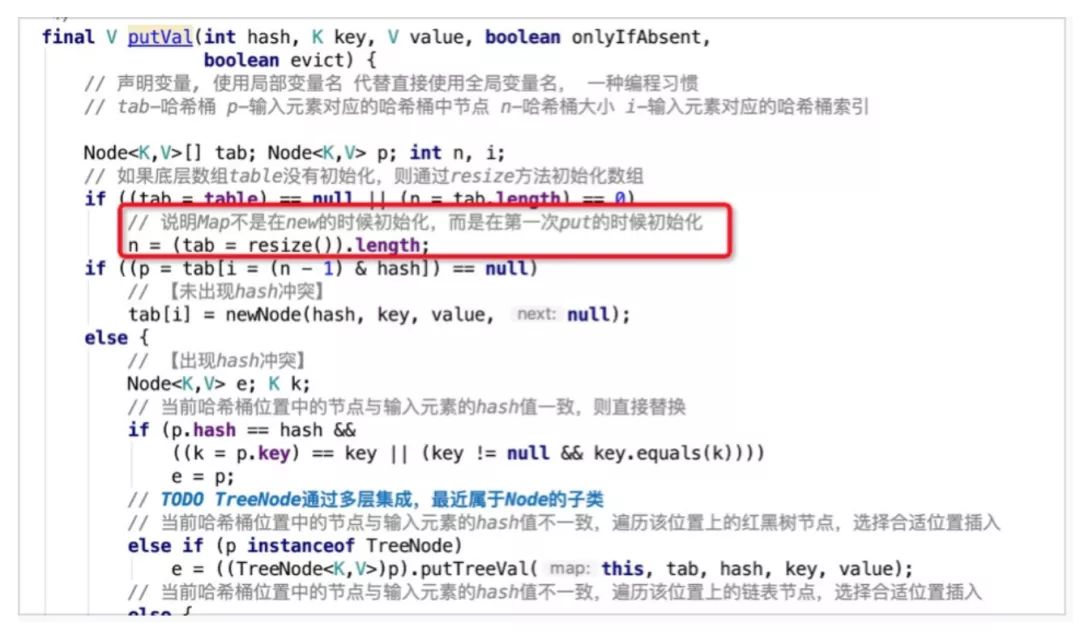 */
final V putVal(int hash, K key, V value, boolean onlyIfAbsent,
boolean evict) {
// 声明变量, 使用局部变量名 代替直接使用全局变量名, 一种编程习惯
// tab-哈希桶 p-输入元素对应的哈希桶中节点 n-哈希桶大小 i-输入元素对应的哈希桶索引
Node<K,V>[] tab; Node<K,V> p; int n, i;
// 如果底层数组table没有初始化, 则通过resize方法初始化数组
if ((tab = table) == null || (n = tab.length) == 0)
// 说明Map不是在new的时候初始化, 而是在第一次put的时候初始化
n = (tab = resize()).length;
if ((p = tab[i = (n - 1) & hash]) == null)
// 【未出现hash冲突】
tab[i] = newNode(hash, key, value, next: null);
else {
// 【出现hash冲突】
Node<K,V> e; K k;
// 当前哈希桶位置中的节点与输入元素的hash值一致, 则直接替换
if (p.hash == hash &&
((k = p.key) == key || (key != null && key.equals(k))))
e = p;
// TODO TreeNode通过多层集成, 最近属于Node的子类
// 当前哈希桶位置中的节点与输入元素的hash值不一致, 遍历该位置上的红黑树节点, 选择合适位置插入
else if (p instanceof TreeNode)
e = ((TreeNode<K,V>)p).putTreeVal( map: this, tab, hash, key, value);
// 当前哈希桶位置中的节点与输入元素的hash值不一致, 遍历该位置上的链表节点, 选择合适位置插入
else {